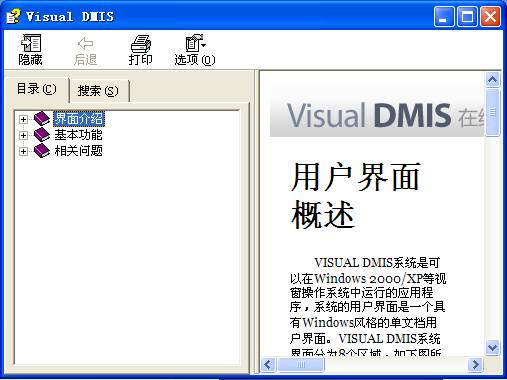 Visual DMIS
隐藏
后退
打印
选项(O)
目录(C)
搜索(S)
界面介绍
基本功能
相关问题
Visual DMIS 在线
用户界面
概述
VISUAL DMIS系统是可
以在Windows 2000/XP等视
窗操作系统中运行的应用程
序，系统的用户界面是一个具
有Windows风格的单文档用
户界面。VISUAL DMIS系统
界面分为8个区域，如下图所